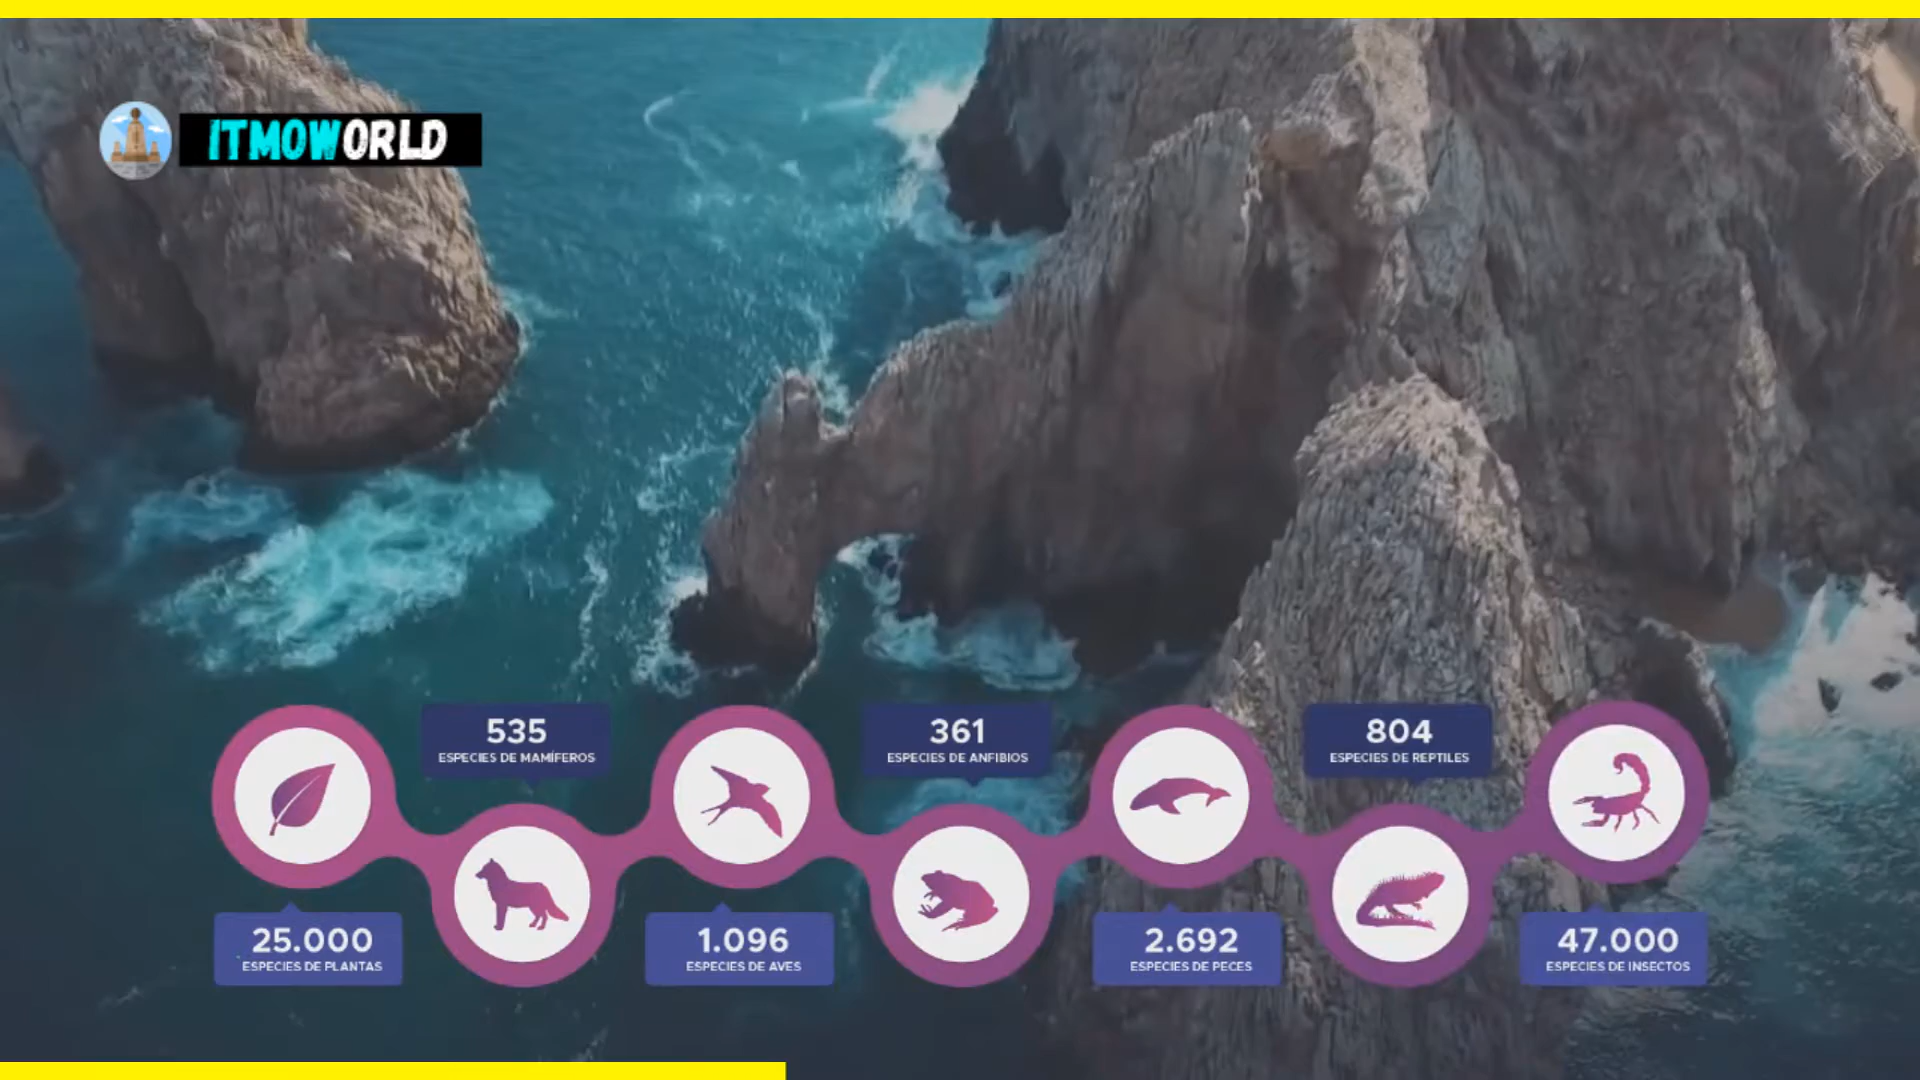 ITMOWORLD
535
ESPECIES DE MAMÍFEROS
361
ESPECIES DE ANFIBIOS
804
ESPECIES DE REPTILES
25.000
ESPECIES DE PLANTAS
1.096
ESPECIES DE AVES
2.692
ESPECIES DE PECES
47.000
ESPECIES DE INSECTOS